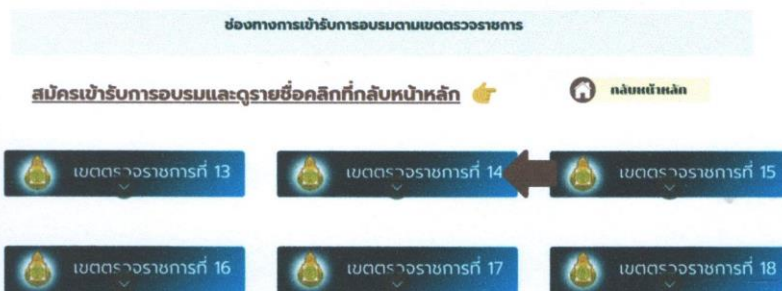 ช่องทางการเข้ารับการอบรมตามเขตตรวจราชการ
สมัครเข้ารับการอบรมและดูรายชื่อคลิกที่กลับหน้าหลัก
กลับหน้าหลัก
เขตตรวจราชการที่ 13
เขตตรวจราชการที่ 14
เขตตรวจราชการที่ 15
เขตตรวจราชการที่ 16
เขตตรวจราชการที่ 17
เขตตรวจราชการที่ 18